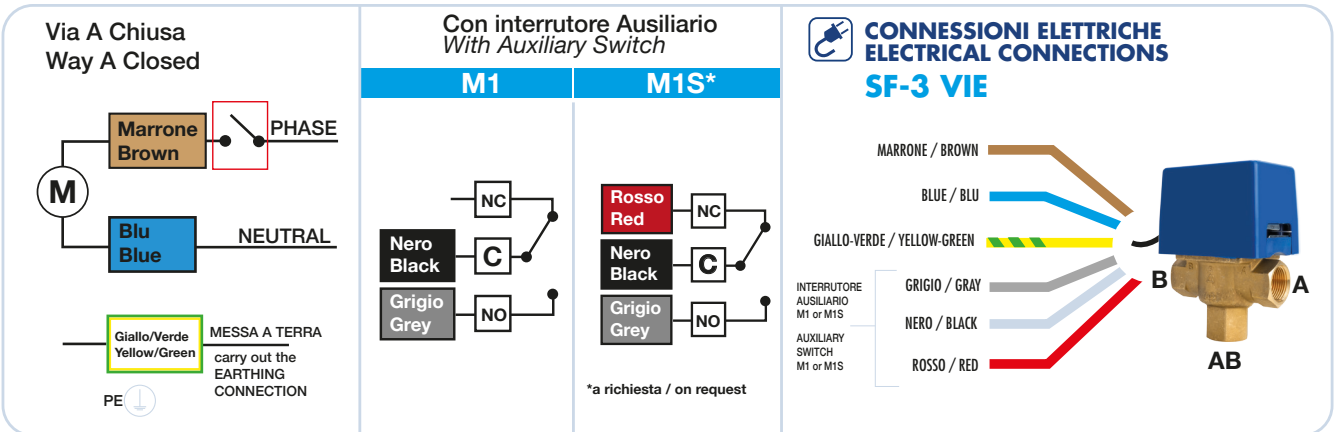 Via A Chiusa
Way A Closed
Marrone
Brown
PHASE
M
Blu
Blue
NEUTRAL
Giallo/Verde
Yellow/Green
MESSA A TERRA
carry out the
EARTHING
CONNECTION
PE
Con interrutore Ausiliario
With Auxiliary Switch
M1
M1S*
NC
Nero
Black
C
Grigio
Grey
NO
Rosso
Red
NC
Nero
Black
C
Grigio
Grey
NO
*a richiesta / on request
CONNESSIONI ELETTRICHE
ELECTRICAL CONNECTIONS
SF-3 VIE
MARRONE / BROWN
BLUE / BLU
GIALLO-VERDE / YELLOW-GREEN
INTERRUTORE
AUSILIARIO
M1 or M1S
AUXILIARY
SWITCH
M1 or M1S
GRIGIO / GRAY
NERO / BLACK
ROSSO / RED
B
A
AB